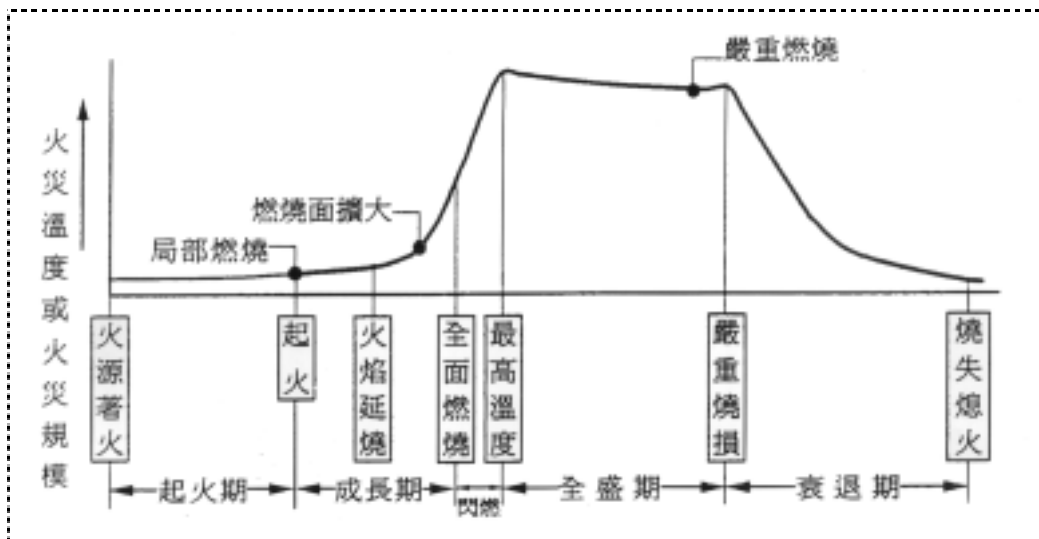 嚴重燃燒
燃燒面擴大
局部燃燒
火災溫度或火災規模
火源著火
起火
火焰延燒
全面燃燒
最高溫度
嚴重燒損
燒失熄火
起火期
成長期
閃燃
全盛期
衰退期